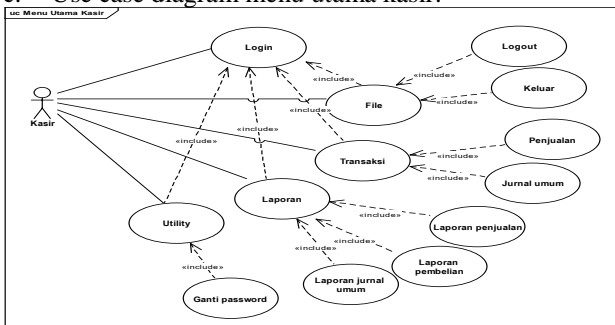 c. Use case diagram menu utama kasir:
uc Menu Utama Kasir
Login
Logout
«include»
«include»
Keluar
«include»
File
Kasir
«include»
Penjualan
Transaksi
«include»
«include»
«include»
«include»
Jurnal umum
Laporan
Laporan penjualan
Utility
«include»
«include»
Laporan
pembelian
«include»
«include»
Laporan jurnal
umum
Ganti password